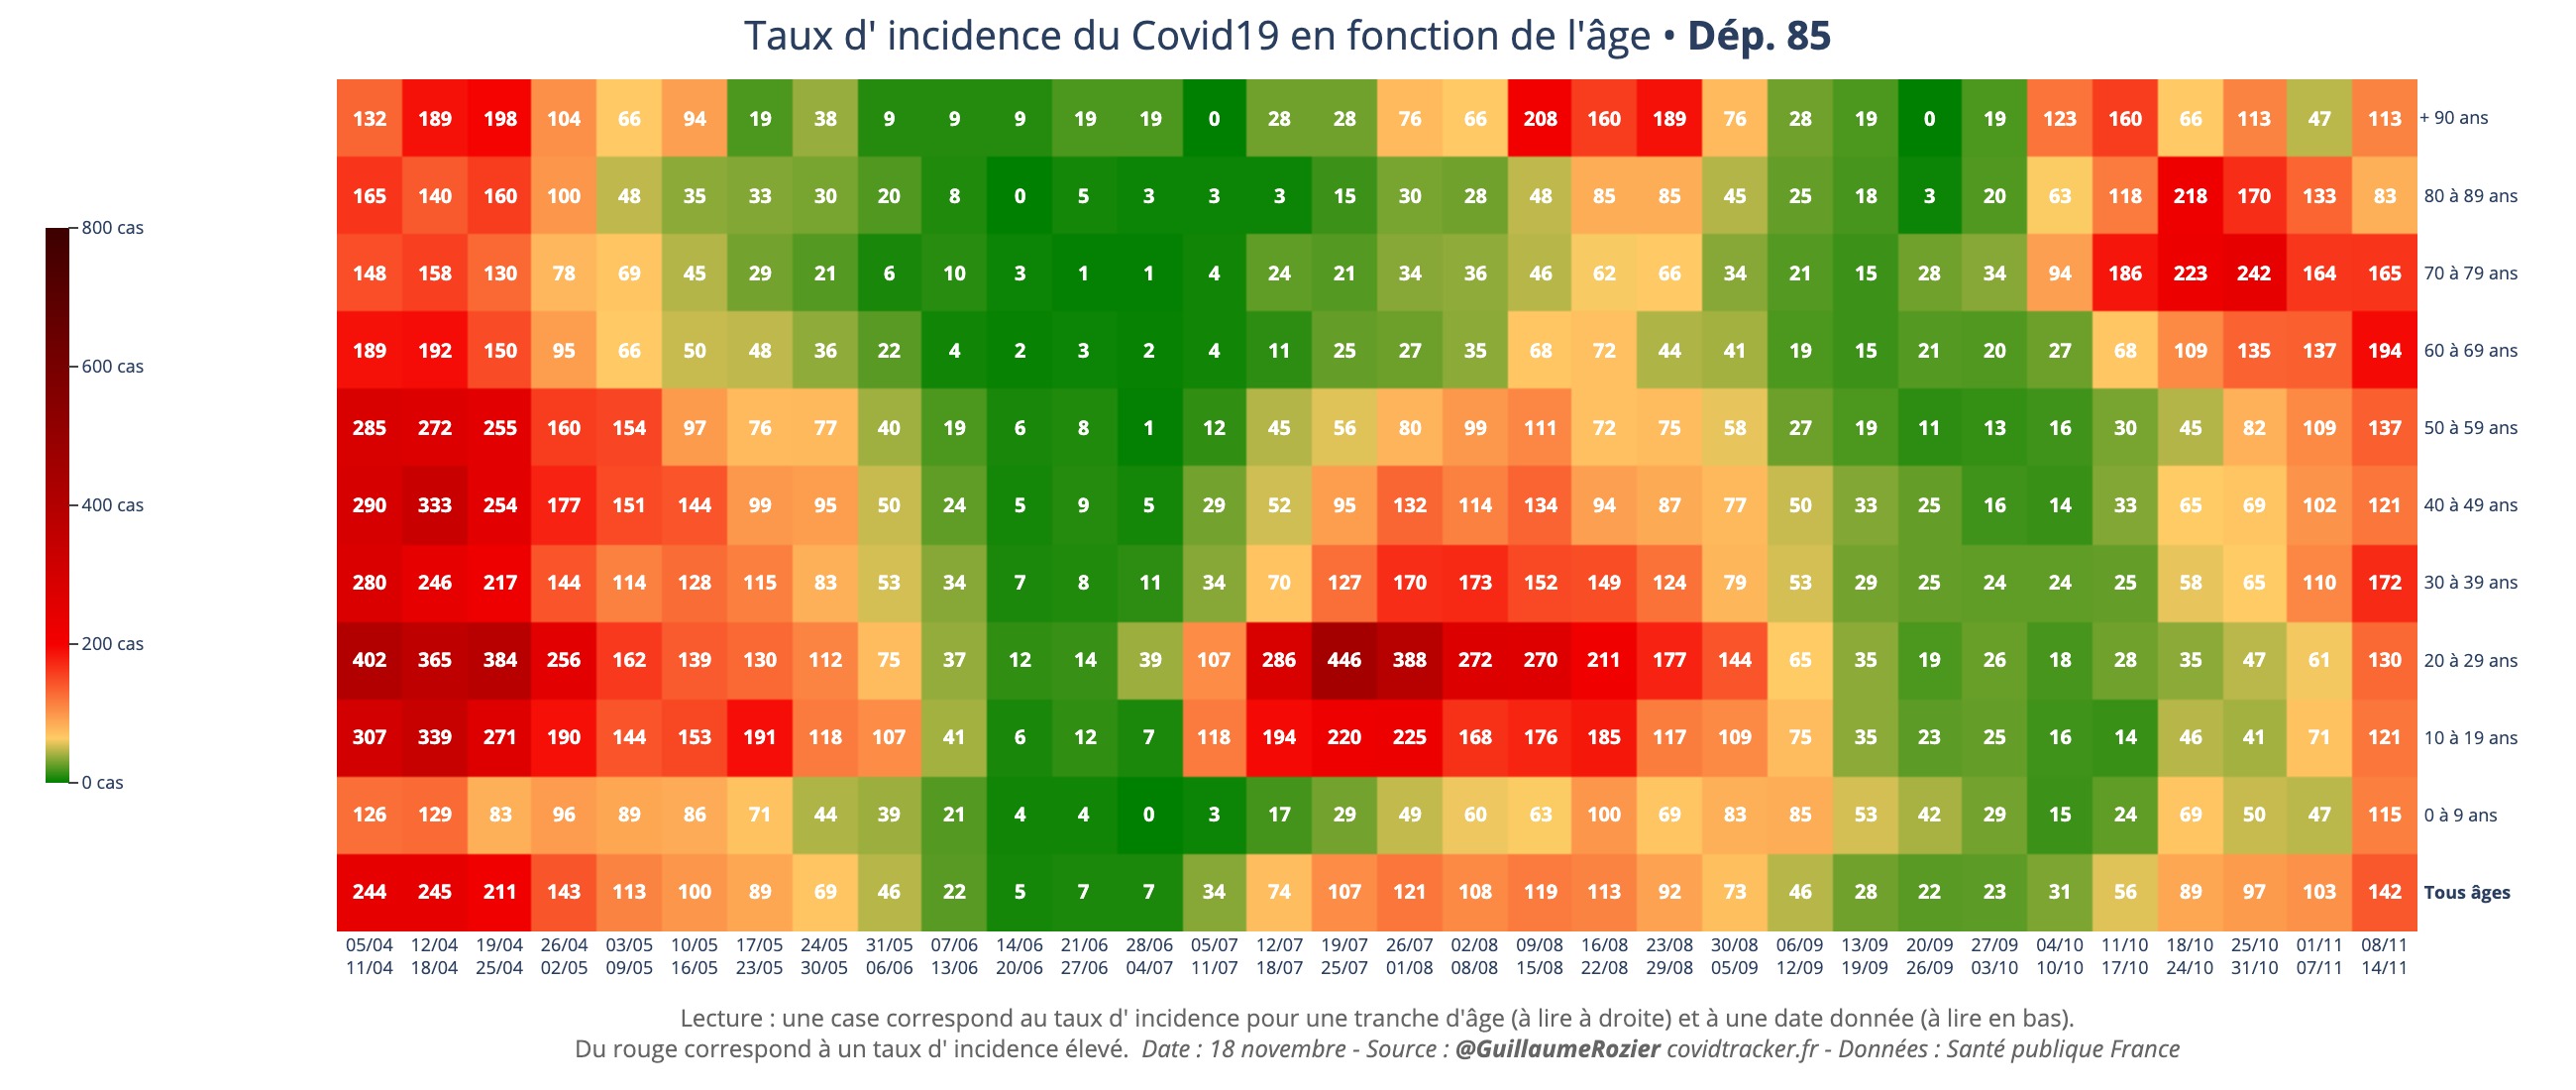 Taux d' incidence du Covid19 en fonction de l'âge • Dép. 85
800 cas
600 cas
400 cas
200 cas
0 cas
132 189 198 104 66 94 19 38 9 9 9 19 19 0 28 28 76 66 208 160 189 76 28 19 0 19 123 160 66 113 47 113 + 90 ans
165 140 160 100 48 35 33 30 20 8 0 5 3 3 3 15 30 28 48 85 85 45 25 18 3 20 63 118 218 170 133 83 80 à 89 ans
148 158 130 78 69 45 29 21 6 10 3 1 1 4 24 21 34 36 46 62 66 34 21 15 28 34 94 186 223 242 164 165 70 à 79 ans
189 192 150 95 66 50 48 36 22 4 2 3 2 4 11 25 27 35 68 72 44 41 19 15 21 20 27 68 109 135 137 194 60 à 69 ans
285 272 255 160 154 97 76 77 40 19 6 8 1 12 45 56 80 99 111 72 75 58 27 19 11 13 16 30 45 82 109 137 50 à 59 ans
290 333 254 177 151 144 99 95 50 24 5 9 5 29 52 95 132 114 134 94 87 77 50 33 25 16 14 33 65 69 102 121 40 à 49 ans
280 246 217 144 114 128 115 83 53 34 7 8 11 34 70 127 170 173 152 149 124 79 53 29 25 24 24 25 58 65 110 172 30 à 39 ans
402 365 384 256 162 139 130 112 75 37 12 14 39 107 286 446 388 272 270 211 177 144 65 35 19 26 18 28 35 47 61 130 20 à 29 ans
307 339 271 190 144 153 191 118 107 41 6 12 7 118 194 220 225 168 176 185 117 109 75 35 23 25 16 14 46 41 71 121 10 à 19 ans
126 129 83 96 89 86 71 44 39 21 4 4 0 3 17 29 49 60 63 100 69 83 85 53 42 29 15 24 69 50 47 115 0 à 9 ans
244 245 211 143 113 100 89 69 46 22 5 7 7 34 74 107 121 108 119 113 92 73 46 28 22 23 31 56 89 97 103 142 Tous âges
05/04 12/04 19/04 26/04 03/05 10/05 17/05 24/05 31/05 07/06 14/06 21/06 28/06 05/07 12/07 19/07 26/07 02/08 09/08 16/08 23/08 30/08 06/09 13/09 20/09 27/09 04/10 11/10 18/10 25/10 01/11 08/11
11/04 18/04 25/04 02/05 09/05 16/05 23/05 30/05 06/06 13/06 20/06 27/06 04/07 11/07 18/07 25/07 01/08 08/08 15/08 22/08 29/08 05/09 12/09 19/09 26/09 03/10 10/10 17/10 24/10 31/10 07/11 14/11
Lecture : une case correspond au taux d' incidence pour une tranche d'âge (à lire à droite) et à une date donnée (à lire en bas).
Du rouge correspond à un taux d' incidence élevé. Date : 18 novembre - Source : @GuillaumeRozier covidtracker.fr - Données : Santé publique France